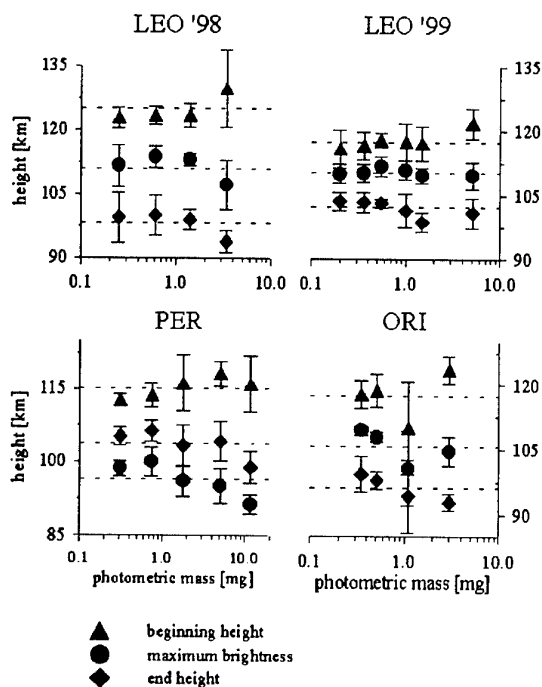 LEO '98
LEO '99
135
120
105
90
height [km]
0.1
1.0
10.0
135
120
105
90
0.1
1.0
10.0
PER
ORI
115
100
85
height [km]
0.1
1.0
10.0
photometric mass [mg]
120
105
90
0.1
1.0
10.0
photometric mass [mg]
beginning height
maximum brightness
end height